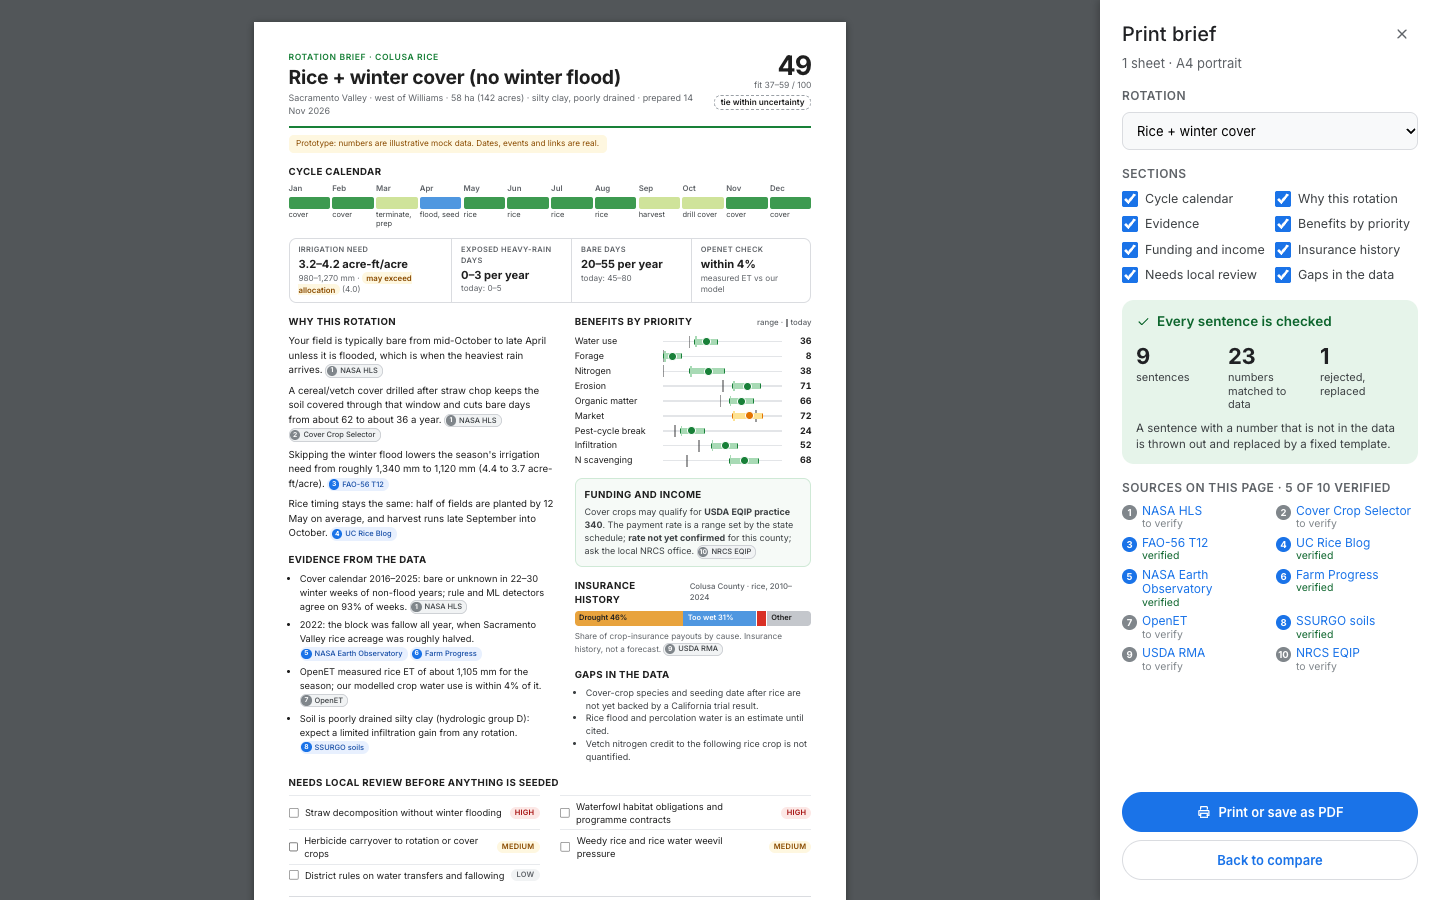 ROTATION BRIEF · COLUSA RICE
Rice + winter cover (no winter flood)
Sacramento Valley · west of Williams · 58 ha (142 acres) · silty clay, poorly drained · prepared 14
Nov 2026
49
fit 37–59 / 100
tie within uncertainty
Prototype: numbers are illustrative mock data. Dates, events and links are real.
CYCLE CALENDAR
Jan Feb Mar Apr May Jun Jul Aug Sep Oct Nov Dec
cover cover terminate, prep flood, seed rice rice rice rice harvest drill cover cover cover
IRRIGATION NEED
3.2–4.2 acre-ft/acre
980–1,270 mm · may exceed
allocation (4.0)
EXPOSED HEAVY-RAIN
DAYS
0–3 per year
today: 0–5
BARE DAYS
20–55 per year
today: 45–80
OPENET CHECK
within 4%
measured ET vs our
model
WHY THIS ROTATION
Your field is typically bare from mid-October to late April
unless it is flooded, which is when the heaviest rain
arrives. 1 NASA HLS
A cereal/vetch cover drilled after straw chop keeps the
soil covered through that window and cuts bare days
from about 62 to about 36 a year. 1 NASA HLS
2 Cover Crop Selector
Skipping the winter flood lowers the season's irrigation
need from roughly 1,340 mm to 1,120 mm (4.4 to 3.7 acre-
ft/acre). 3 FAO-56 T12
Rice timing stays the same: half of fields are planted by 12
May on average, and harvest runs late September into
October. 4 UC Rice Blog
EVIDENCE FROM THE DATA
• Cover calendar 2016–2025: bare or unknown in 22–30
winter weeks of non-flood years; rule and ML detectors
agree on 93% of weeks. 1 NASA HLS
• 2022: the block was fallow all year, when Sacramento
Valley rice acreage was roughly halved.
5 NASA Earth Observatory 6 Farm Progress
• OpenET measured rice ET of about 1,105 mm for the
season; our modelled crop water use is within 4% of it.
7 OpenET
• Soil is poorly drained silty clay (hydrologic group D):
expect a limited infiltration gain from any rotation.
8 SSURGO soils
BENEFITS BY PRIORITY
range · | today
Water use 36
Forage 8
Nitrogen 38
Erosion 71
Organic matter 66
Market 72
Pest-cycle break 24
Infiltration 52
N scavenging 68
FUNDING AND INCOME
Cover crops may qualify for USDA EQIP practice
340. The payment rate is a range set by the state
schedule; rate not yet confirmed for this county;
ask the local NRCS office. 10 NRCS EQIP
INSURANCE
HISTORY
Colusa County · rice, 2010–
2024
Drought 46% Too wet 31% Other
Share of crop-insurance payouts by cause. Insurance
history, not a forecast. 9 USDA RMA
GAPS IN THE DATA
• Cover-crop species and seeding date after rice are
not yet backed by a California trial result.
• Rice flood and percolation water is an estimate until
cited.
• Vetch nitrogen credit to the following rice crop is not
quantified.
NEEDS LOCAL REVIEW BEFORE ANYTHING IS SEEDED
Straw decomposition without winter flooding HIGH
Waterfowl habitat obligations and
programme contracts HIGH
Herbicide carryover to rotation or cover
crops MEDIUM
Weedy rice and rice water weevil
pressure MEDIUM
District rules on water transfers and fallowing LOW
Print brief
1 sheet · A4 portrait
ROTATION
Rice + winter cover
SECTIONS
Cycle calendar
Why this rotation
Evidence
Benefits by priority
Funding and income
Insurance history
Needs local review
Gaps in the data
Every sentence is checked
9
sentences
23
numbers
matched to
data
1
rejected,
replaced
A sentence with a number that is not in the data
is thrown out and replaced by a fixed template.
SOURCES ON THIS PAGE · 5 OF 10 VERIFIED
1 NASA HLS
to verify
2 Cover Crop Selector
to verify
3 FAO-56 T12
verified
4 UC Rice Blog
verified
5 NASA Earth
Observatory
verified
6 Farm Progress
verified
7 OpenET
to verify
8 SSURGO soils
verified
9 USDA RMA
to verify
10 NRCS EQIP
to verify
Print or save as PDF
Back to compare